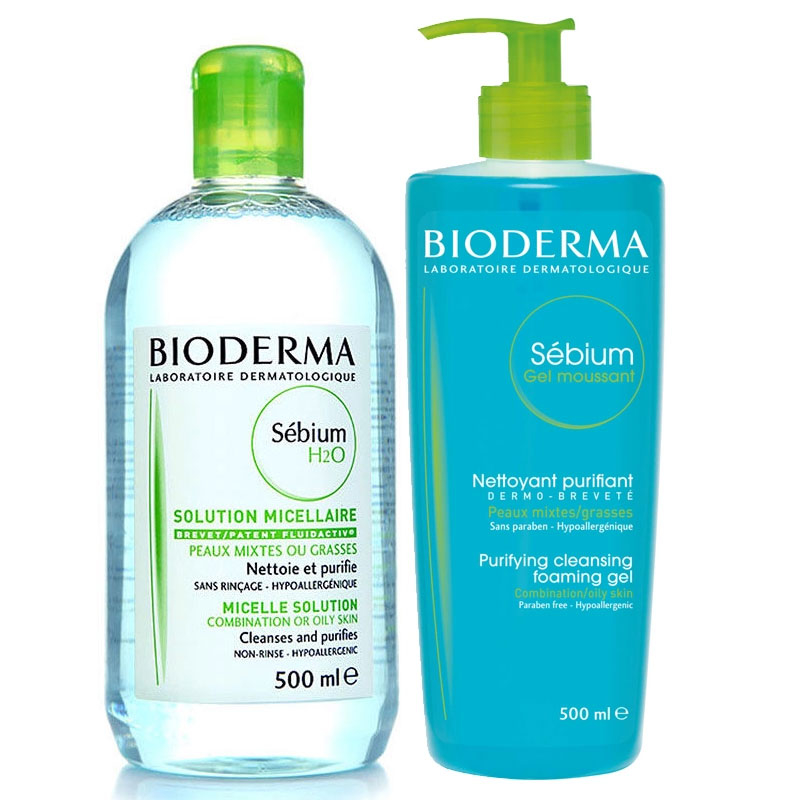 BIODERMA
LABORATOIRE DERMATOLOGIQUE
Sébium
H2O
SOLUTION MICELLAIRE
BREVET/PATENT FLUIDACTIV®
PEAUX MIXTES OU GRASSES
Nettoie et purifie
SANS RINÇAGE - HYPOALLERGÉNIQUE
MICELLE SOLUTION
COMBINATION OR OILY SKIN
Cleanses and purifies
NON-RINSE - HYPOALLERGENIC
500 ml e
BIODERMA
LABORATOIRE DERMATOLOGIQUE
Sébium
Gel moussant
Nettoyant purifiant
DERMO-BREVETÉ
Peaux mixtes/grasses
Sans paraben - Hypoallergénique
Purifying cleansing
foaming gel
Combination/oily skin
Paraben free - Hypoallergenic
500 ml e